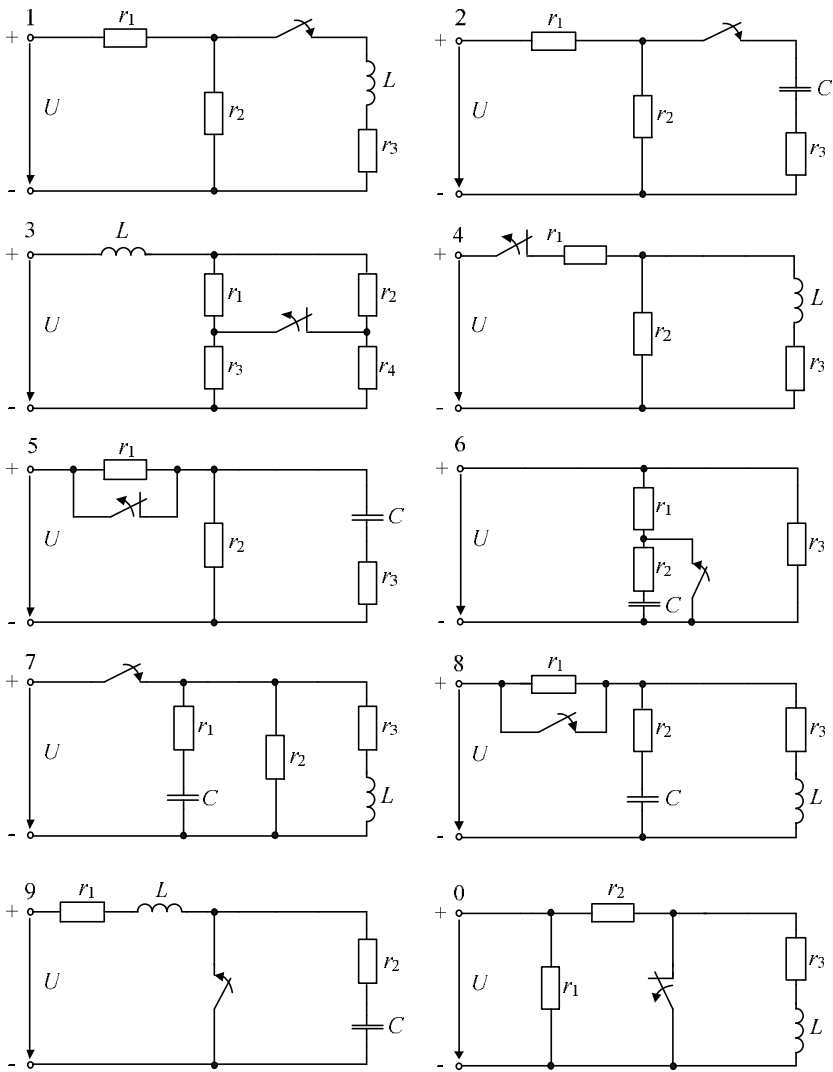 1 r1 2 r1
+ +
U r2 L r3 U r2 C r3
- -
3 L 4 r1
+ +
U r1 r2 r3 r4 U r2 L r3
- -
5 r1 6
+ +
U r2 C r3 U r1 r2 C r3
- -
7 8 r1
+ +
U r1 C r2 r3 L U r2 C r3 L
- -
9 r1 L 0 r2
+ +
U r2 C U r1 r3 L
- -